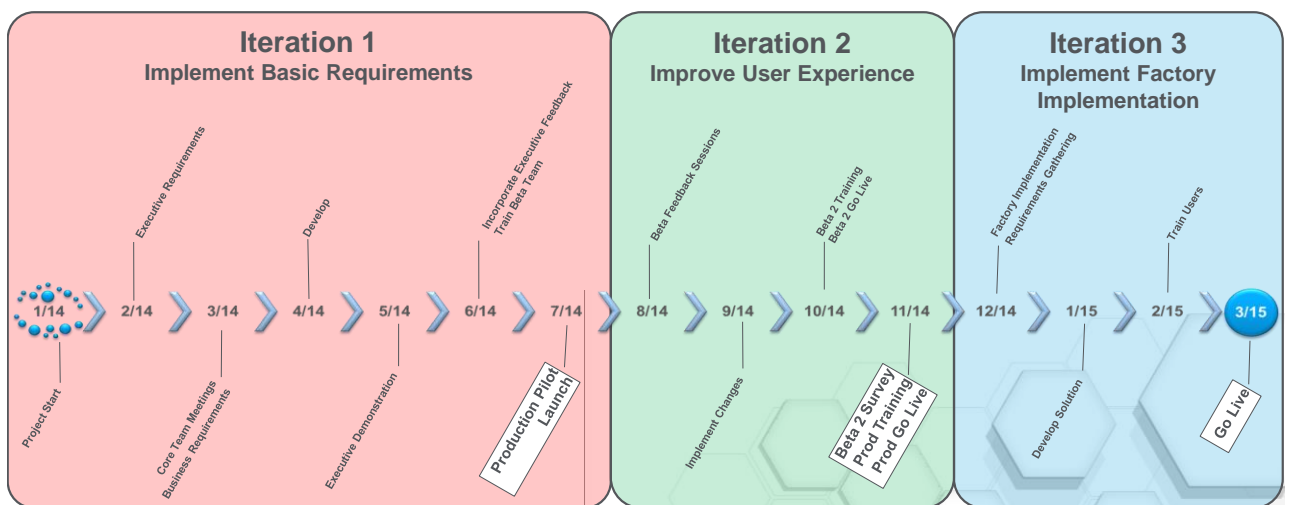 Iteration 1
Implement Basic Requirements
Iteration 2
Improve User Experience
Iteration 3
Implement Factory
Implementation
Executive Requirements
Develop
Incorporate Executive Feedback
Train Beta Team
Beta Feedback Sessions
Beta 2 Training
Beta 2 Go Live
Factory Implementation
Requirements Gathering
Train Users
1/14
2/14
3/14
4/14
5/14
6/14
7/14
8/14
9/14
10/14
11/14
12/14
1/15
2/15
3/15
Project Start
Core Team Meetings
Business Requirements
Executive Demonstration
Production Pilot
Launch
Implement Changes
Beta 2 Survey
Prod Training
Prod Go Live
Develop Solution
Go Live